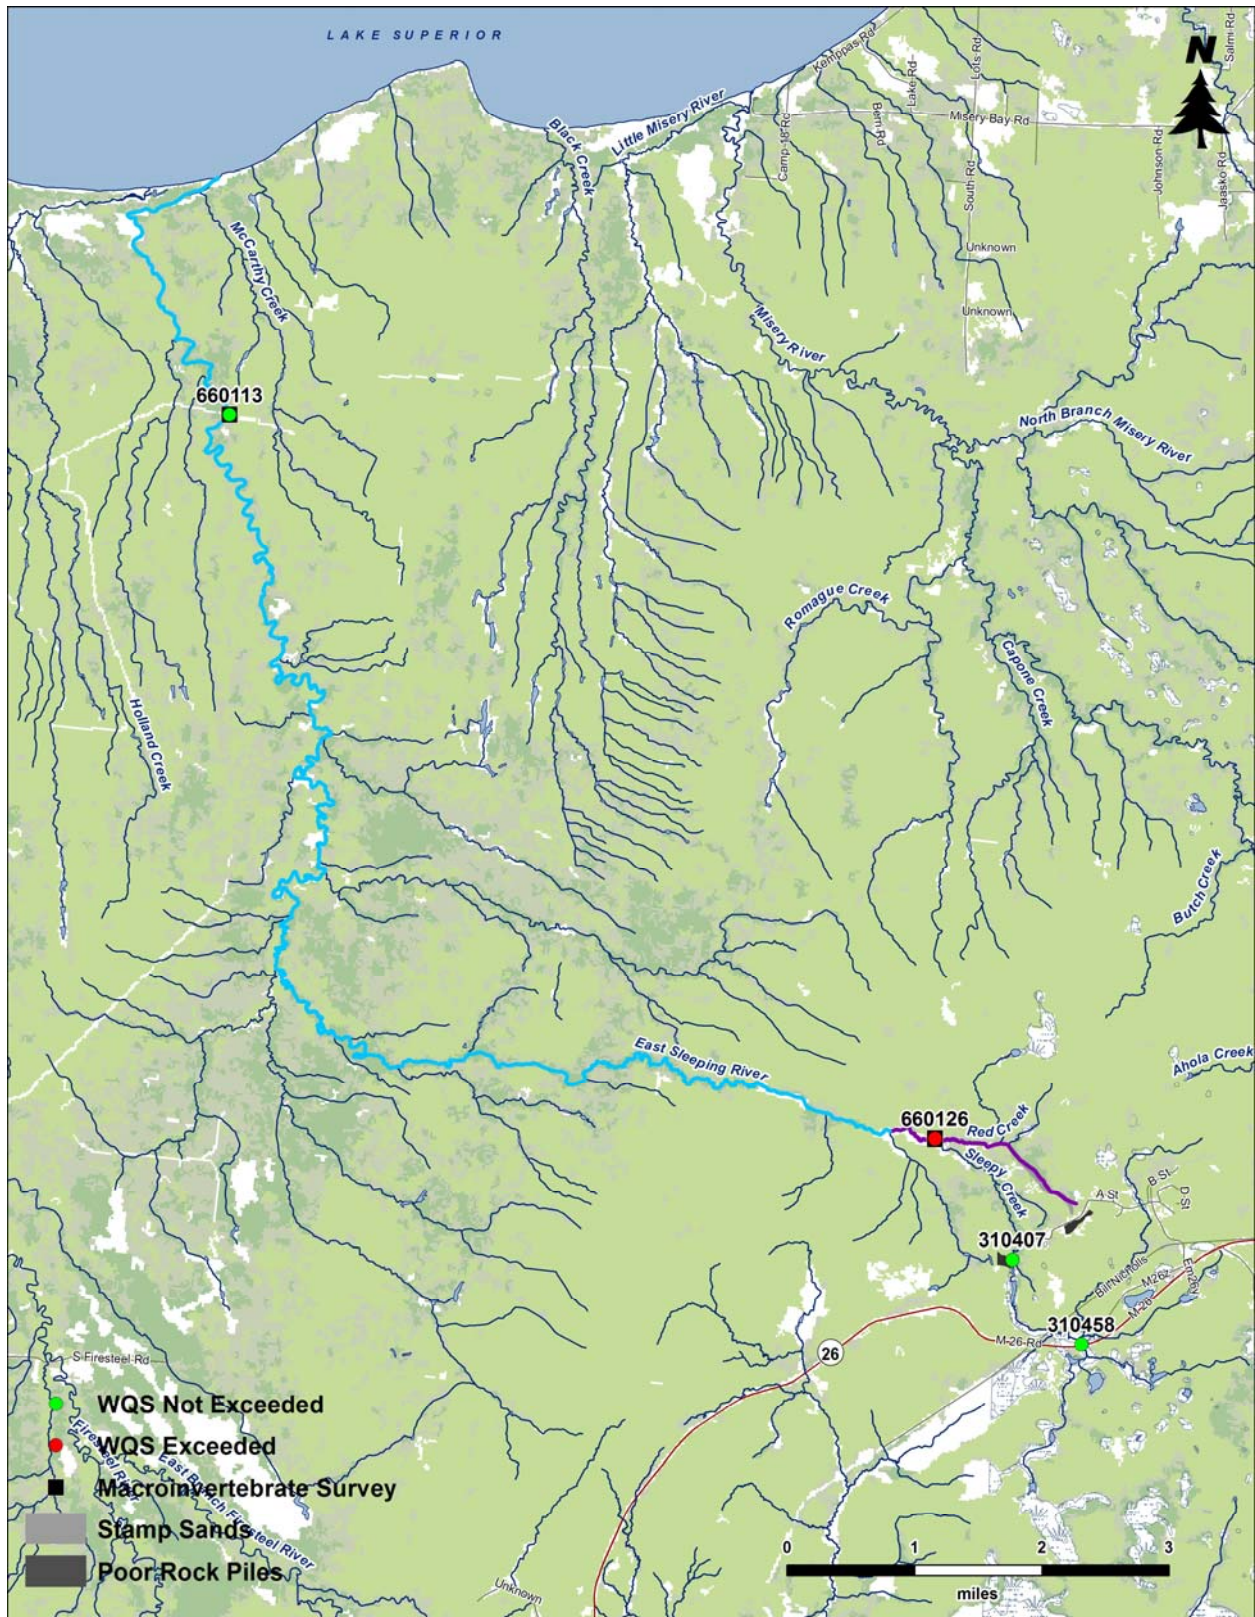 LAKE SUPERIOR
N
Kemppas Rd
Lake Rd
Lots Rd
Salmi Rd
Little Misery River
Black Creek
Camp 18 Rd
Bern Rd
Misery Bay Rd
Johnson Rd
Jaasko Rd
South Rd
McCarthy Creek
Unknown
Unknown
Misery River
660113
North Branch Misery River
Romague Creek
Capone Creek
Holland Creek
Butch Creek
East Sleeping River
Ahola Creek
660126
Red Creek
Sleepy Creek
A St
B St
D St
310407
Bill Nicholls
M26
M-26
310458
M-26 Rd
26
S Firesteel Rd
WQS Not Exceeded
WQS Exceeded
Firesteel River
East Branch Firesteel River
Macroinvertebrate Survey
Stamp Sands
Poor Rock Piles
Unknown
0 1 2 3
miles